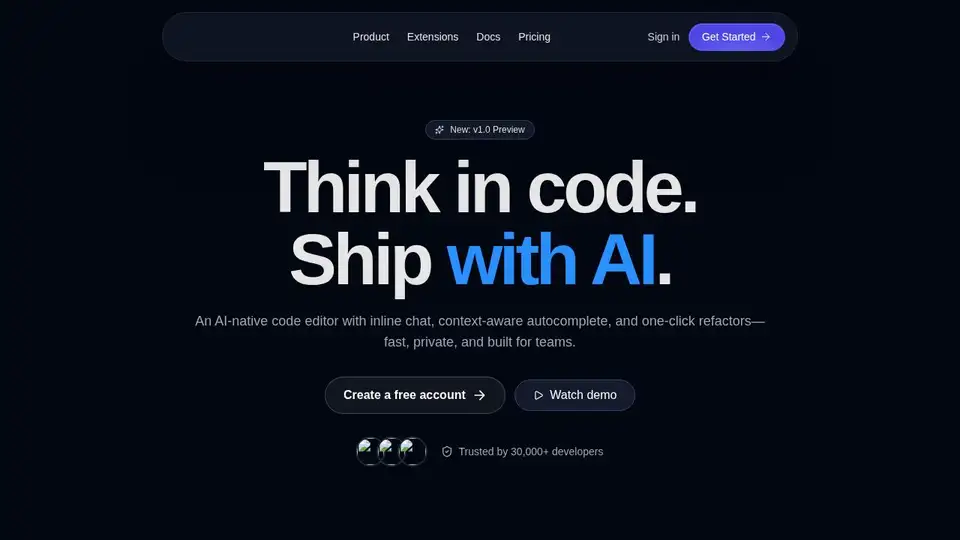 Product Extensions Docs Pricing Sign in Get Started
New: v1.0 Preview
Think in code.
Ship with AI.
An AI-native code editor with inline chat, context-aware autocomplete, and one-click refactors—
fast, private, and built for teams.
Create a free account Watch demo
Trusted by 30,000+ developers